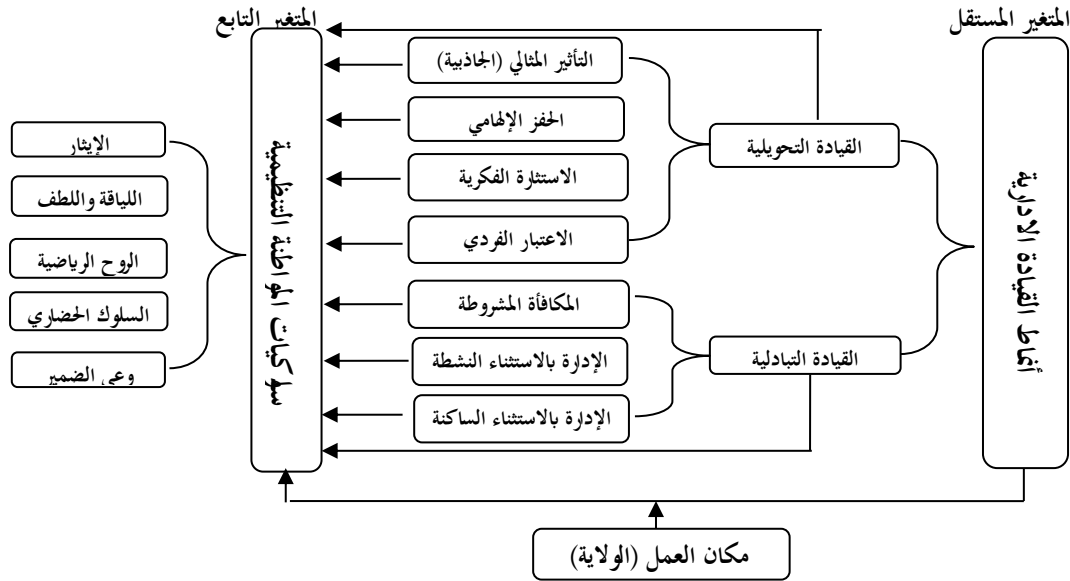 المتغير المستقل
المتغير التابع
أنماط القيادة الادارية
القيادة التحويلية
التأثير المثالي (الجاذبية)
الحفز الإلهامي
الاستثارة الفكرية
الاعتبار الفردي
القيادة التبادلية
المكافأة المشروطة
الإدارة بالاستثناء النشطة
الإدارة بالاستثناء الساكنة
سلوكيات المواطنة التنظيمية
الإيثار
اللياقة واللطف
الروح الرياضية
السلوك الحضاري
وعي الضمير
مكان العمل (الولاية)